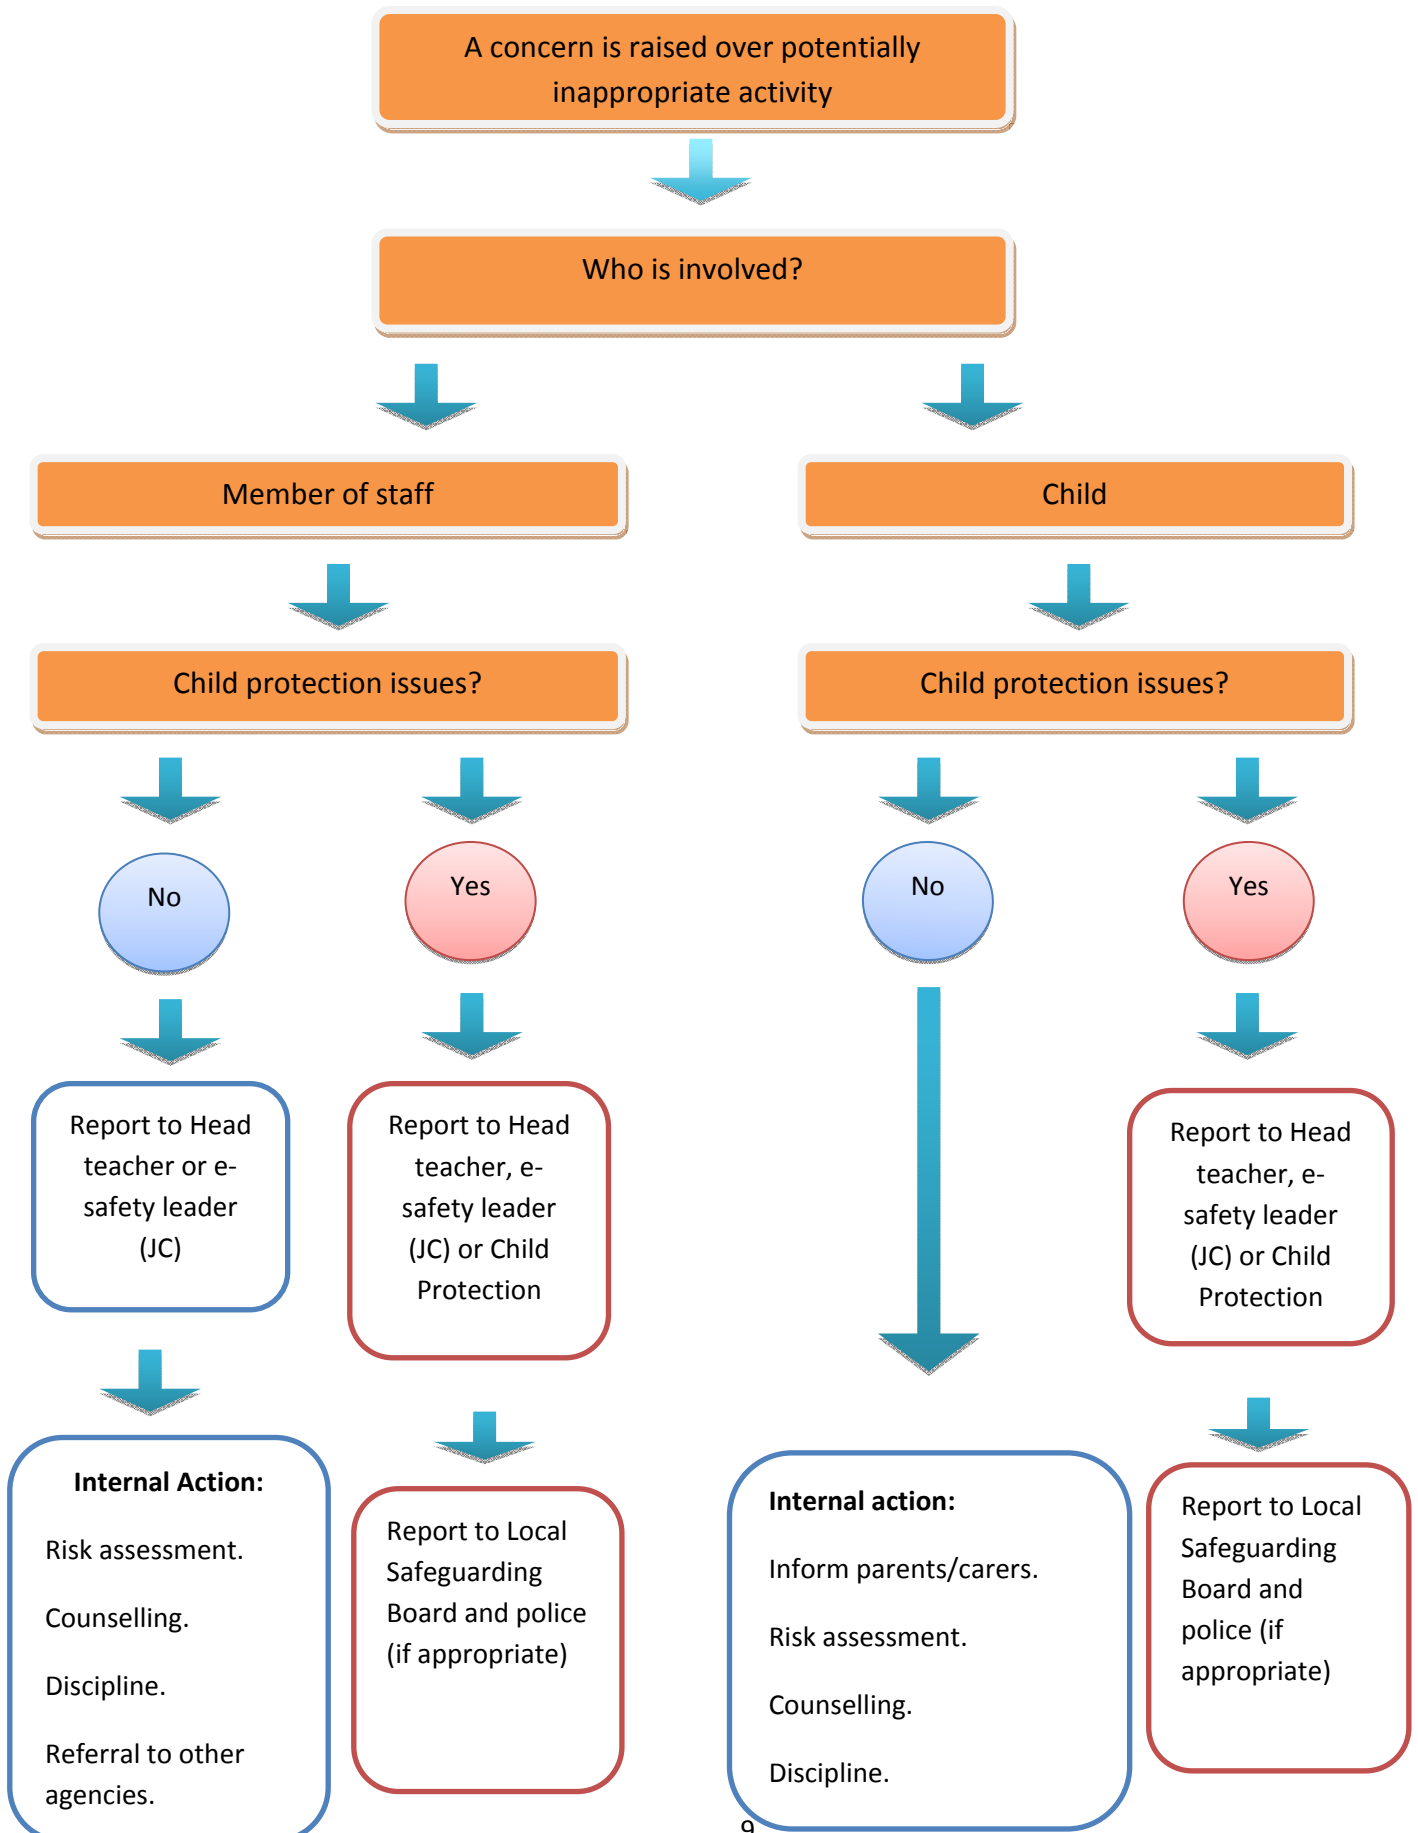 A concern is raised over potentially
inappropriate activity
Who is involved?
Member of staff
Child
Child protection issues?
Child protection issues?
No
Yes
No
Yes
Report to Head
teacher or e-
safety leader
(JC)
Report to Head
teacher, e-
safety leader
(JC) or Child
Protection
Report to Head
teacher, e-
safety leader
(JC) or Child
Protection
Internal Action:
Risk assessment.
Counselling.
Discipline.
Referral to other
agencies.
Report to Local
Safeguarding
Board and police
(if appropriate)
Internal action:
Inform parents/carers.
Risk assessment.
Counselling.
Discipline.
Report to Local
Safeguarding
Board and
police (if
appropriate)
9